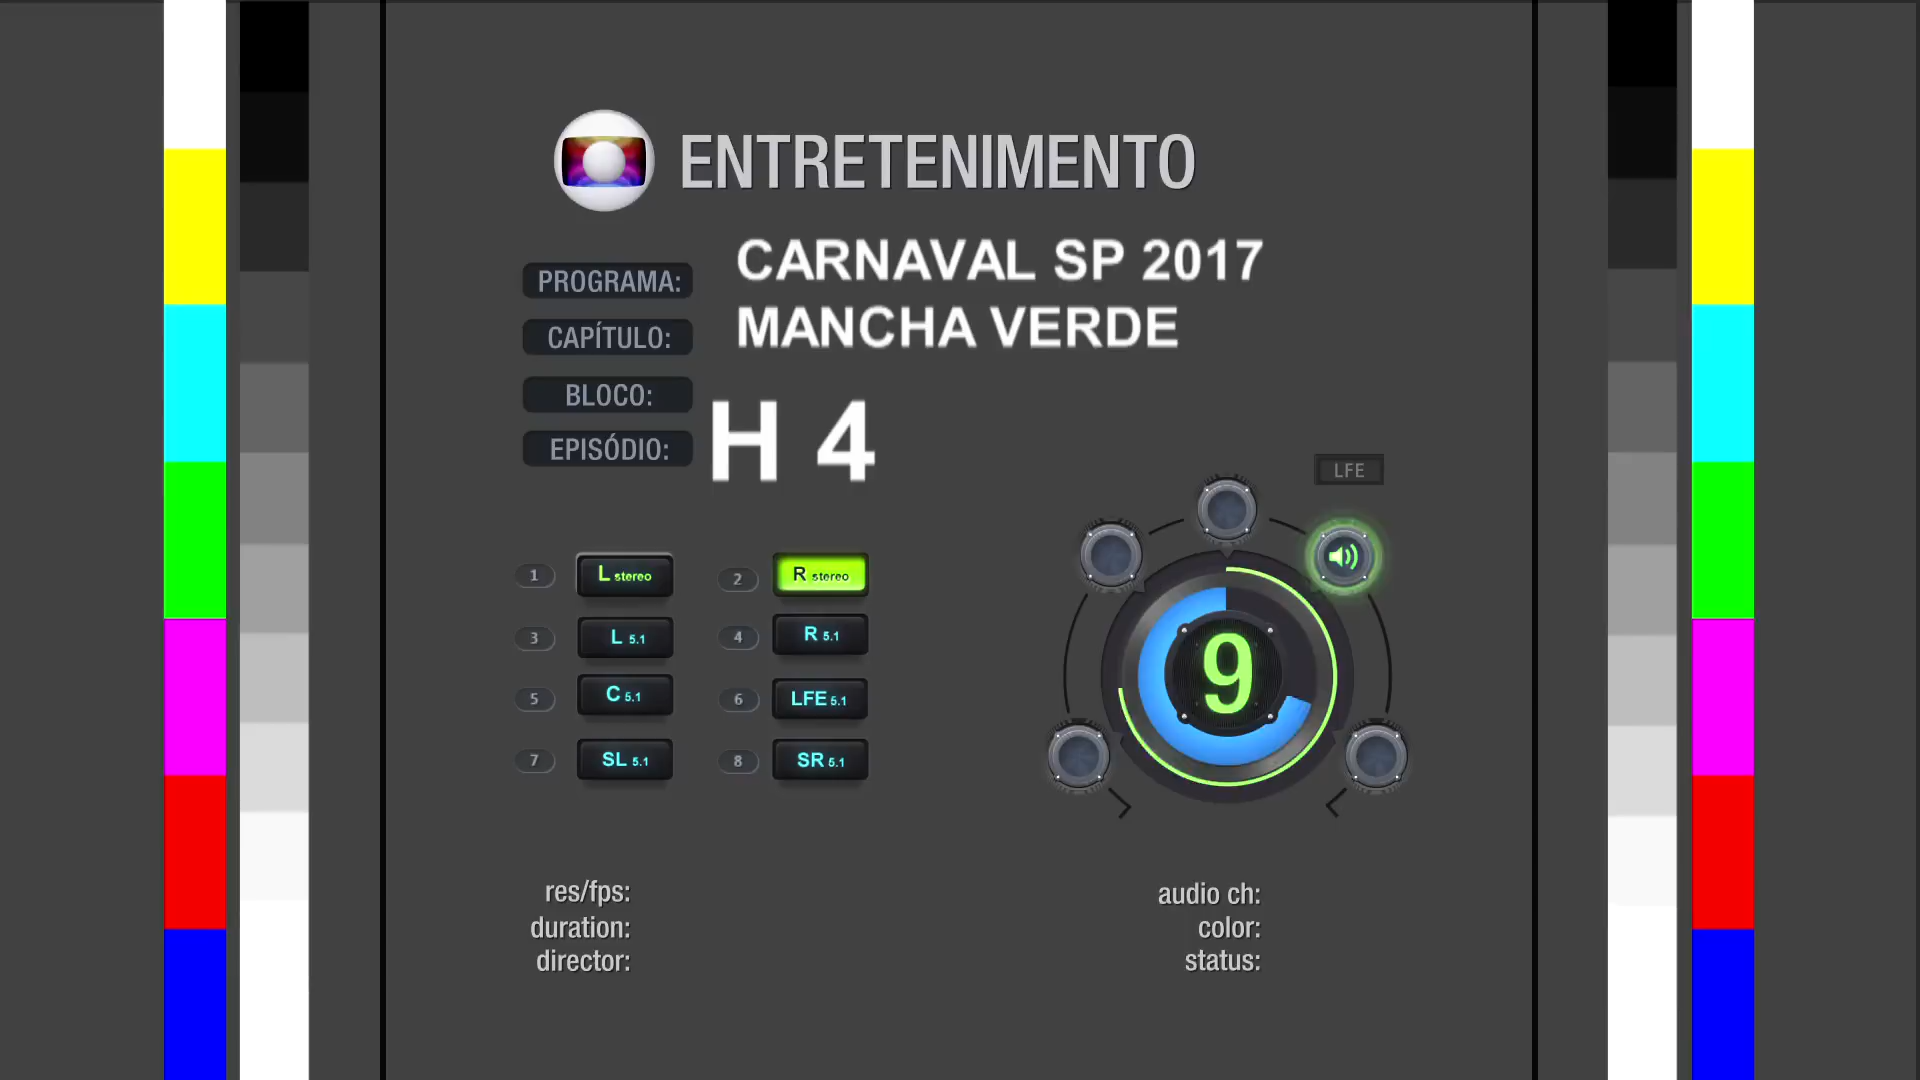 ENTRETENIMENTO
PROGRAMA: CARNAVAL SP 2017
CAPÍTULO: MANCHA VERDE
BLOCO:
EPISÓDIO: H 4
LFE
1 L stereo 2 R stereo
3 L 5.1 4 R 5.1
5 C 5.1 6 LFE 5.1
7 SL 5.1 8 SR 5.1
9
res/fps:
duration:
director:
audio ch:
color:
status: